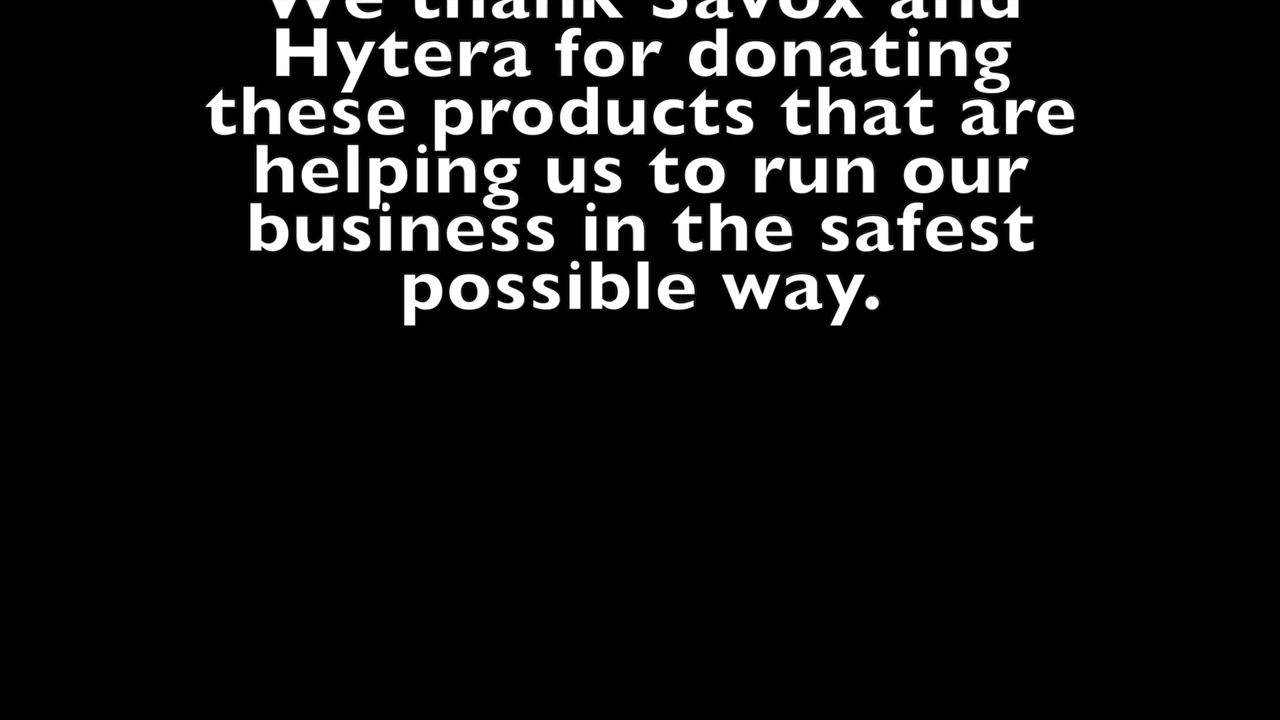 We thank Savox and
Hytera for donating
these products that are
helping us to run our
business in the safest
possible way.